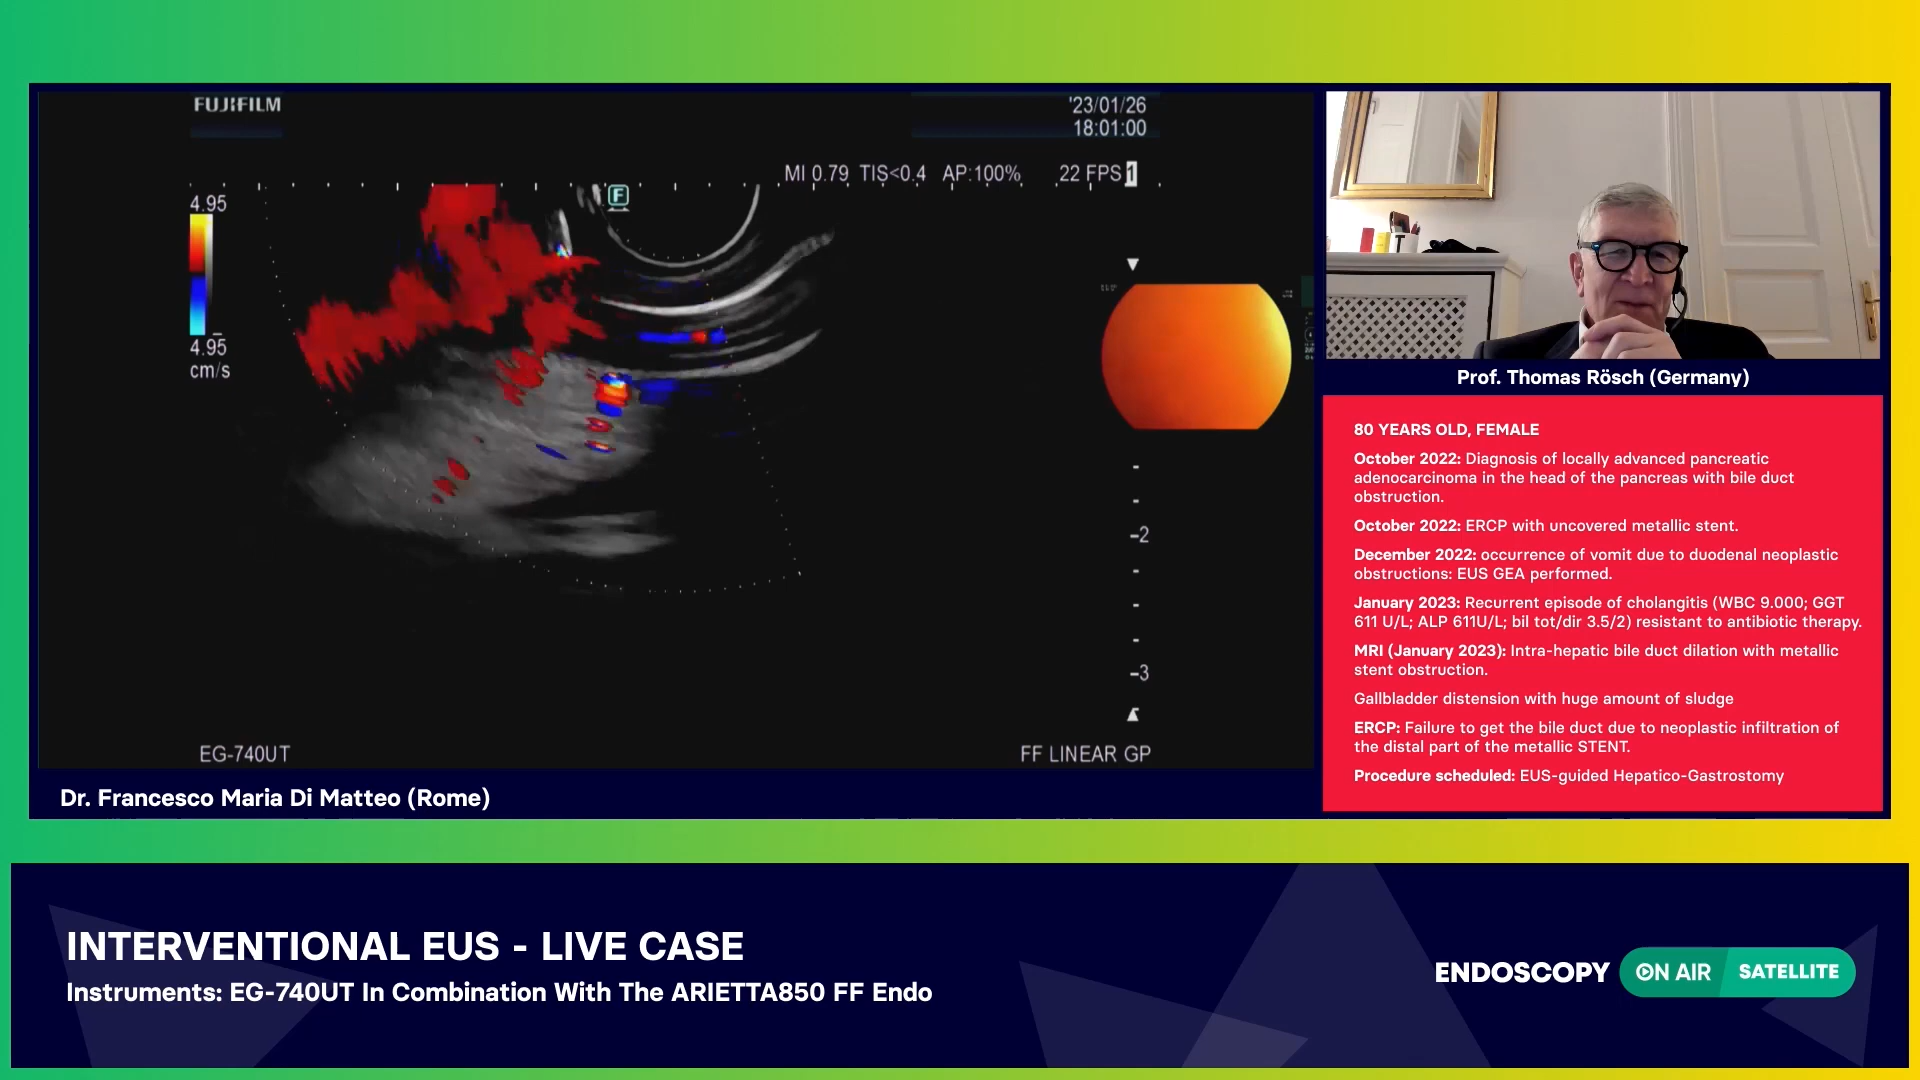 FUJIFILM
'23/01/26
18:01:00
MI 0.79 TIS<0.4 AP:100% 22 FPS 1
F
4.95
4.95
cm/s
-2
-3
EG-740UT
FF LINEAR GP
Dr. Francesco Maria Di Matteo (Rome)
T
Prof. Thomas Rösch (Germany)
80 YEARS OLD, FEMALE
October 2022: Diagnosis of locally advanced pancreatic
adenocarcinoma in the head of the pancreas with bile duct
obstruction.
October 2022: ERCP with uncovered metallic stent.
December 2022: occurrence of vomit due to duodenal neoplastic
obstructions: EUS GEA performed.
January 2023: Recurrent episode of cholangitis (WBC 9.000; GGT
611 U/L; ALP 611U/L; bil tot/dir 3.5/2) resistant to antibiotic therapy.
MRI (January 2023): Intra-hepatic bile duct dilation with metallic
stent obstruction.
Gallbladder distension with huge amount of sludge
ERCP: Failure to get the bile duct due to neoplastic infiltration of
the distal part of the metallic STENT.
Procedure scheduled: EUS-guided Hepatico-Gastrostomy
INTERVENTIONAL EUS - LIVE CASE
Instruments: EG-740UT In Combination With The ARIETTA850 FF Endo
ENDOSCOPY ON AIR SATELLITE